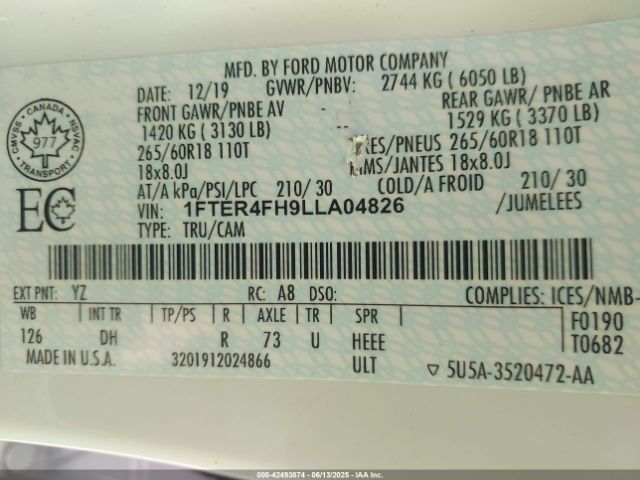 MFD. BY FORD MOTOR COMPANY
DATE: 12/19 GVWR/PNBV: 2744 KG ( 6050 LB)
FRONT GAWR/PNBE AV REAR GAWR/ PNBE AR
1420 KG ( 3130 LB) -- 1529 KG ( 3370 LB)
265/60R18 110T /PNEUS 265/60R18 110T
18x8.0J /JANTES 18x8.0J
AT/A kPa/PSI/LPC 210/ 30 COLD/A FROID 210/ 30
VIN: 1FTER4FH9LLA04826 /JUMELEES
TYPE: TRU/CAM
CANADA
CMVSS NSVAC
977
TRANSPORT
EC
EXT PNT: YZ RC: A8 DSO: COMPLIES: ICES/NMB-
WB INT TR TP/PS R AXLE TR SPR F0190
126 DH R 73 U HEEE T0682
MADE IN U.S.A. 3201912024866 ULT ▽ 5U5A-3520472-AA
000-42493874 - 06/13/2025 - IAA Inc.